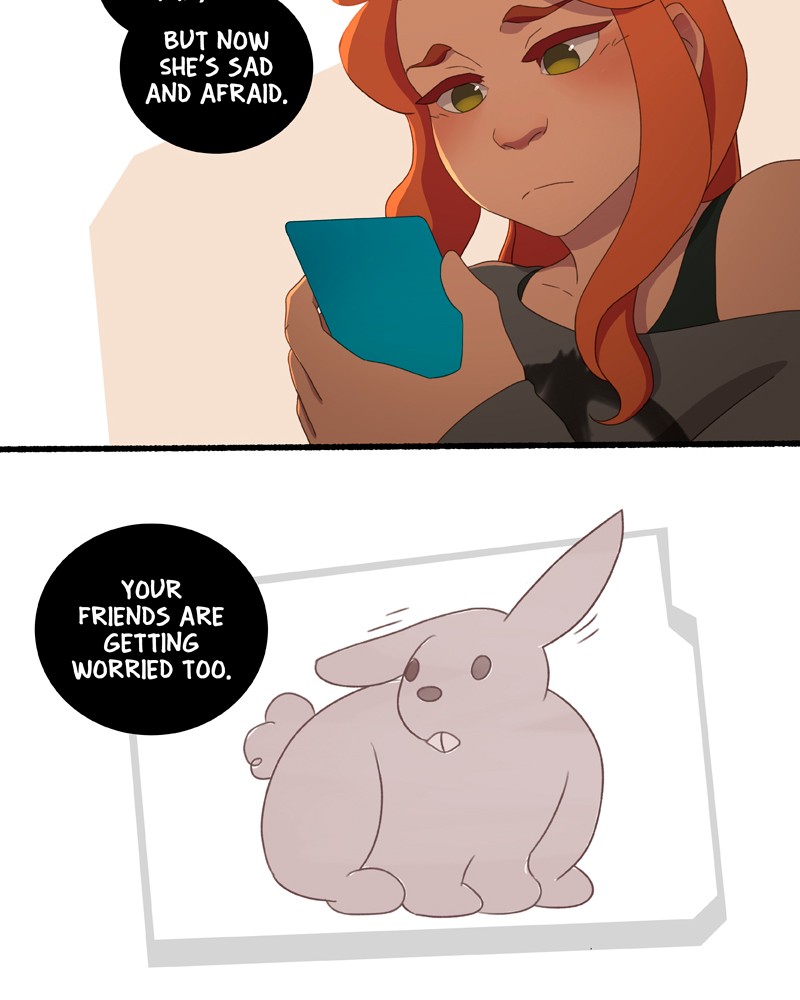 BUT NOW
SHE'S SAD
AND AFRAID.
YOUR
FRIENDS ARE
GETTING
WORRIED TOO.